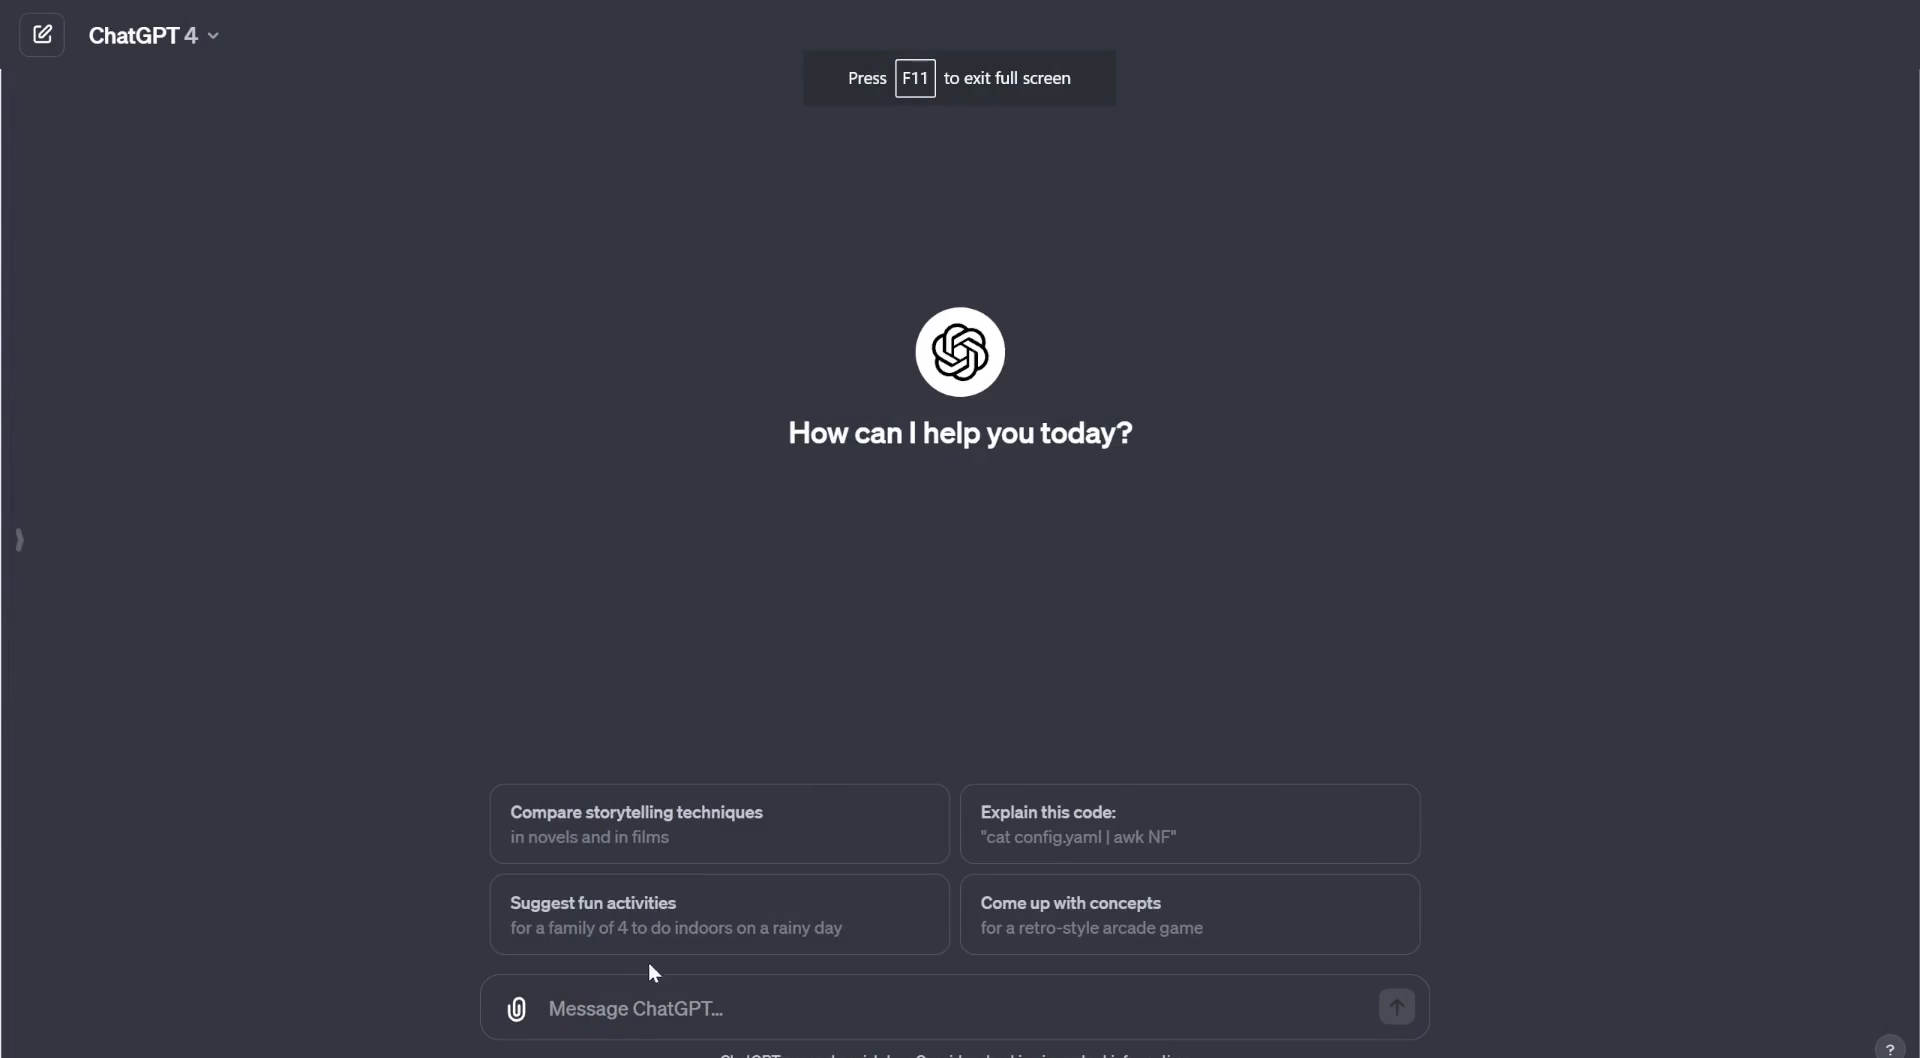 ChatGPT 4
Press F11 to exit full screen
How can I help you today?
Compare storytelling techniques
in novels and in films
Explain this code:
"cat config.yaml | awk NF"
Suggest fun activities
for a family of 4 to do indoors on a rainy day
Come up with concepts
for a retro-style arcade game
Message ChatGPT...
?